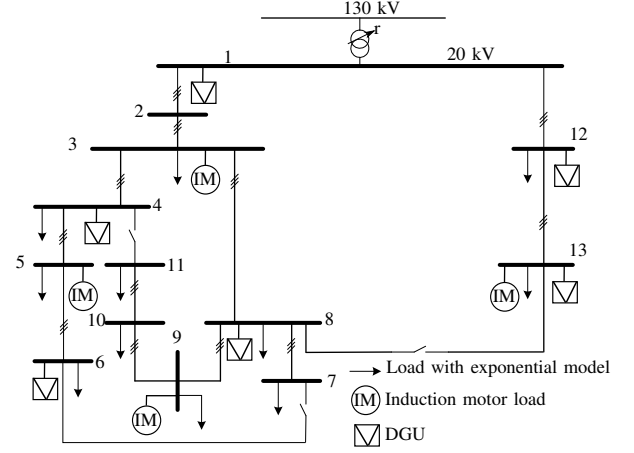 130 kV
r
1
20 kV
2
12
3
IM
4
5
11
13
IM
IM
10
9
8
6
7
Load with exponential model
IM
IM Induction motor load
DGU